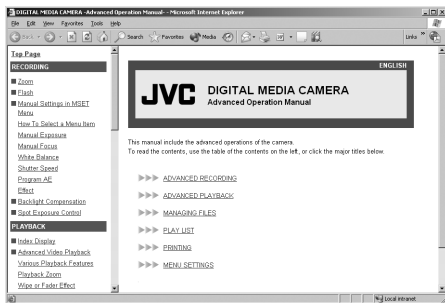 DIGITAL MEDIA CAMERA -Advanced Operation Manual- - Microsoft Internet Explorer
File Edit View Favorites Tools Help
Back Search Favorites Media Links
Top Page
RECORDING
Zoom
Flash
Manual Settings in MSET
Menu
How To Select a Menu Item
Manual Exposure
Manual Focus
White Balance
Shutter Speed
Program AE
Effect
Backlight Compensation
Spot Exposure Control
PLAYBACK
Index Display
Advanced Video Playback
Various Playback Features
Playback Zoom
Wipe or Fader Effect
ENGLISH
JVC
DIGITAL MEDIA CAMERA
Advanced Operation Manual
This manual include the advanced operations of the camera.
To read the contents, use the table of the contents on the left, or click the major titles below.
ADVANCED RECORDING
ADVANCED PLAYBACK
MANAGING FILES
PLAY LIST
PRINTING
MENU SETTINGS
Local intranet